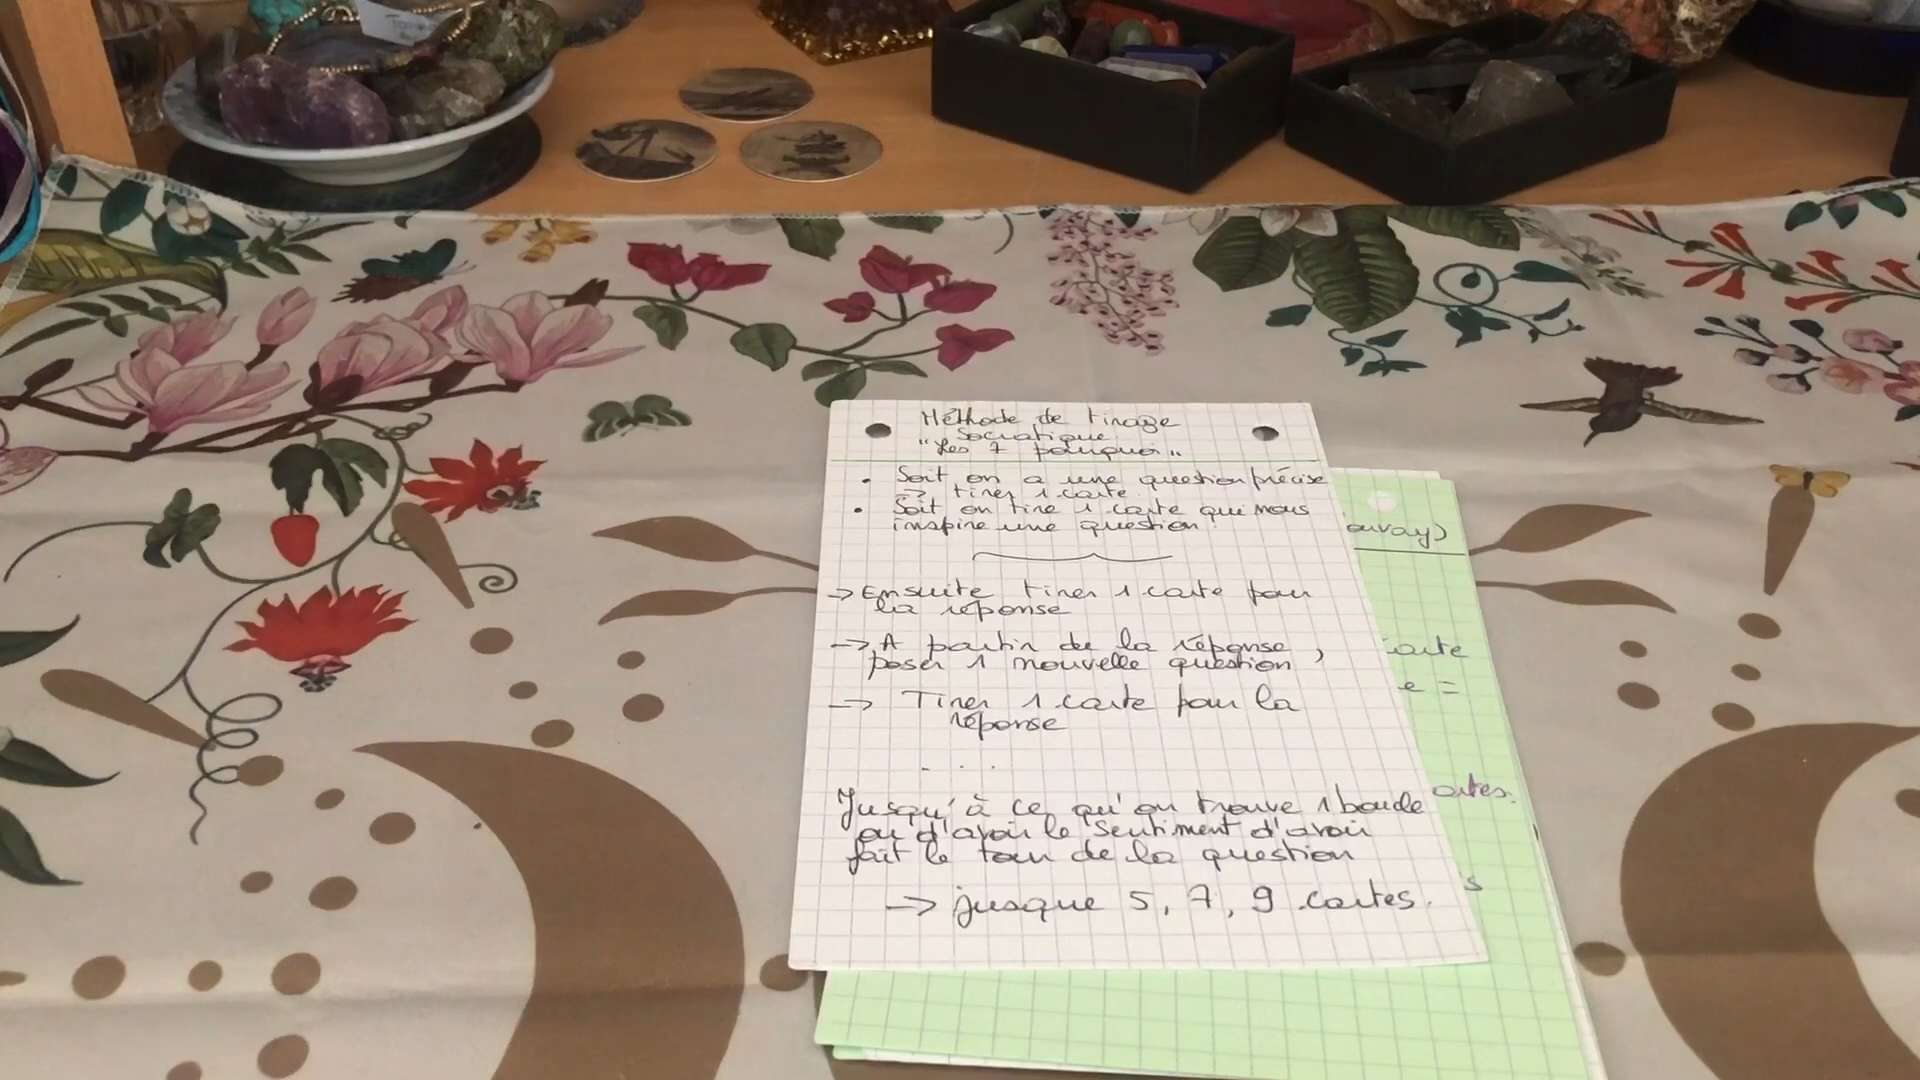 Méthode de tirage
Socratique
"Les 7 pourquoi"
• Soit on a une question précise
→ tirer 1 carte.
• Soit on tire 1 carte qui nous
inspire une question.
→ Ensuite tirer 1 carte pour
la réponse
→ A partir de la réponse,
poser 1 nouvelle question
→ Tirer 1 carte pour la
réponse
. . .
Jusqu'à ce qu'on trouve 1 boucle
ou d'avoir le sentiment d'avoir
fait le tour de la question
→ jusque 5, 7, 9 cartes.
ouvay)
carte
e =
artes.
s